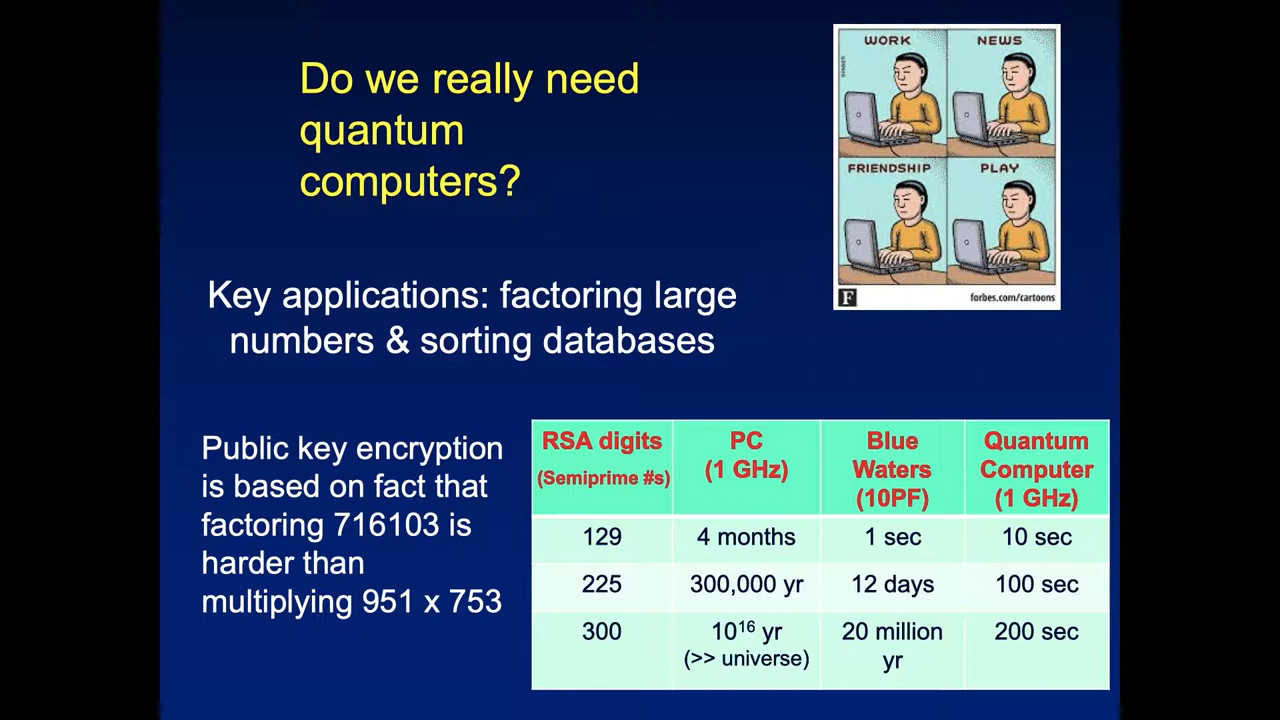 Do we really need
quantum
computers?
WORK
NEWS
SINGER
FRIENDSHIP
PLAY
F
forbes.com/cartoons
Key applications: factoring large
numbers & sorting databases
Public key encryption
is based on fact that
factoring 716103 is
harder than
multiplying 951 x 753
RSA digits
(Semiprime #s)
PC
(1 GHz)
Blue
Waters
(10PF)
Quantum
Computer
(1 GHz)
129
4 months
1 sec
10 sec
225
300,000 yr
12 days
100 sec
300
10¹⁶ yr
(>> universe)
20 million
yr
200 sec